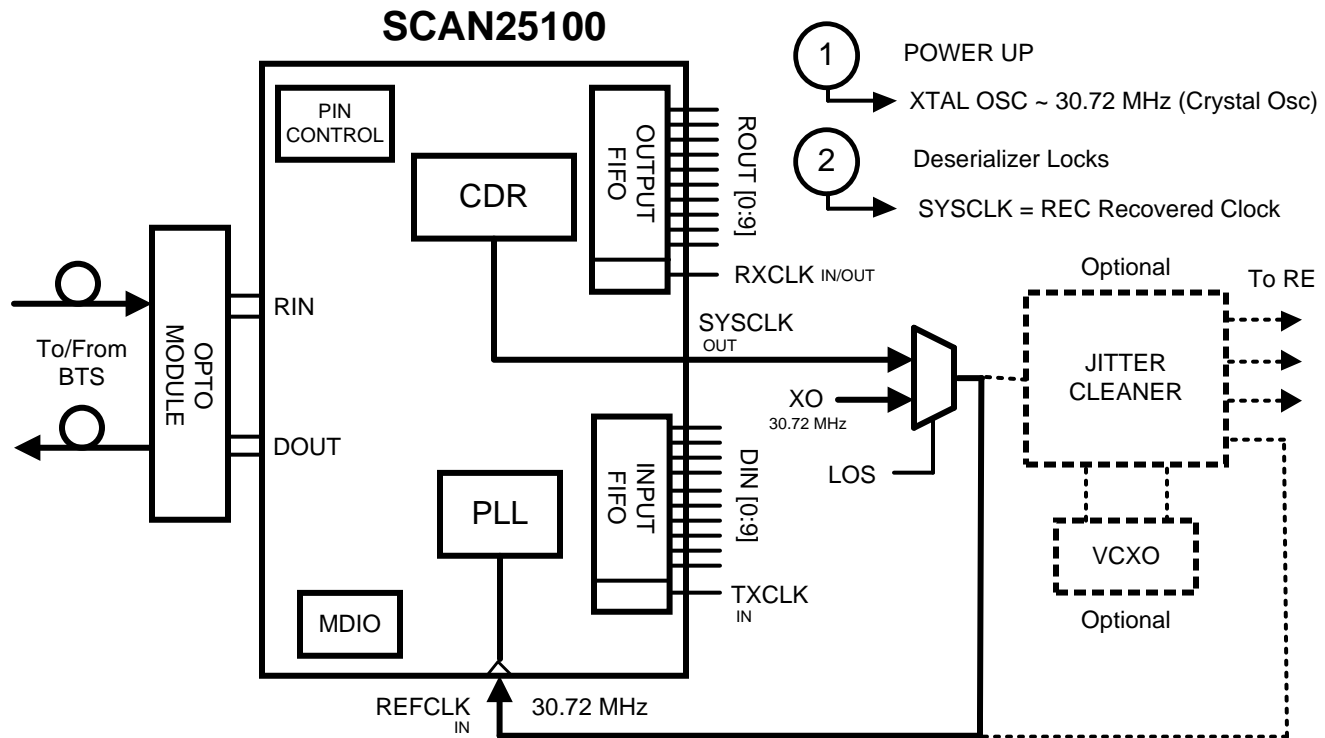 SCAN25100
1
POWER UP
XTAL OSC ~ 30.72 MHz (Crystal Osc)
2
Deserializer Locks
SYSCLK = REC Recovered Clock
PIN
CONTROL
CDR
OUTPUT
FIFO
ROUT [0:9]
RXCLK IN/OUT
SYSCLK
OUT
To/From
BTS
OPTO
MODULE
RIN
DOUT
XO
30.72 MHz
LOS
Optional
JITTER
CLEANER
To RE
VCXO
Optional
PLL
INPUT
FIFO
DIN [0:9]
TXCLK
IN
MDIO
REFCLK
IN
30.72 MHz